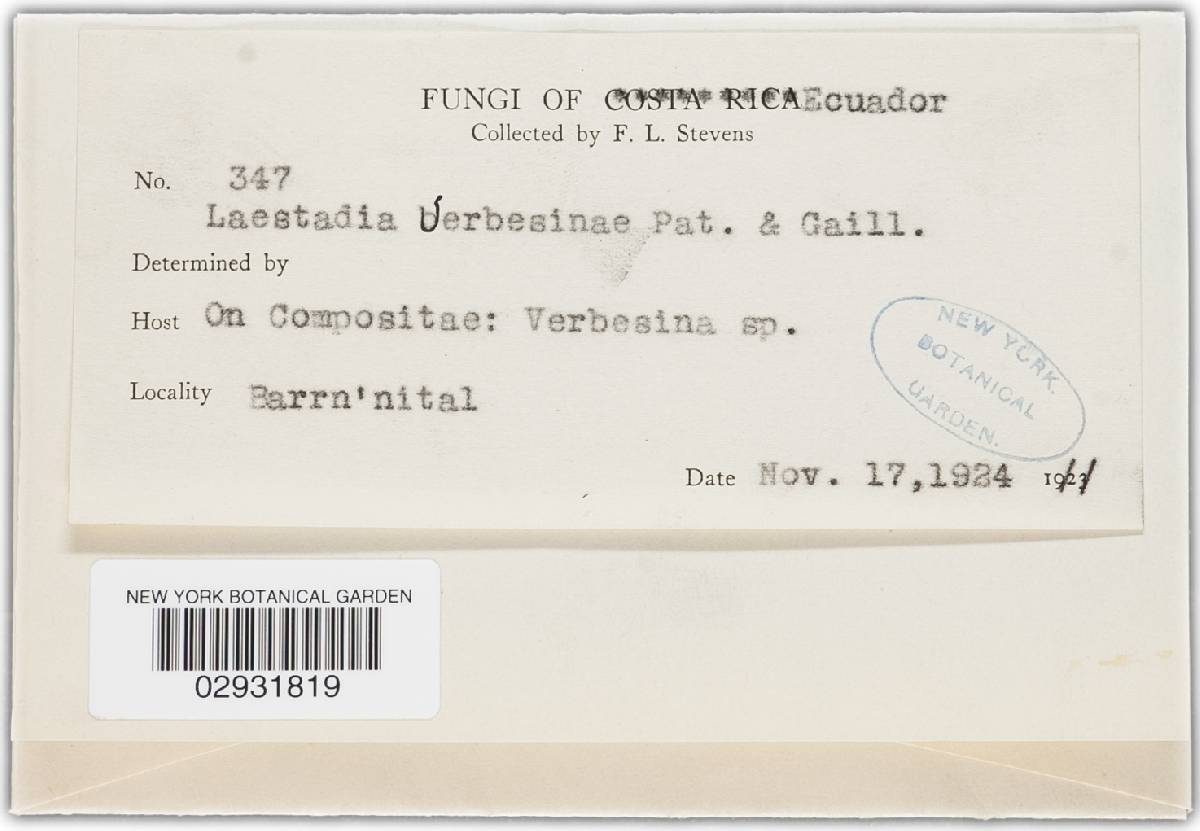 FUNGI OF COSTA RICA Ecuador
Collected by F. L. Stevens
No. 347
Laestadia Verbesinae Pat. & Gaill.
Determined by
Host On Compositae: Verbesina sp.
Locality Barrn'nital
NEW YORK
BOTANICAL
GARDEN.
Date Nov. 17,1924 1923
NEW YORK BOTANICAL GARDEN
02931819